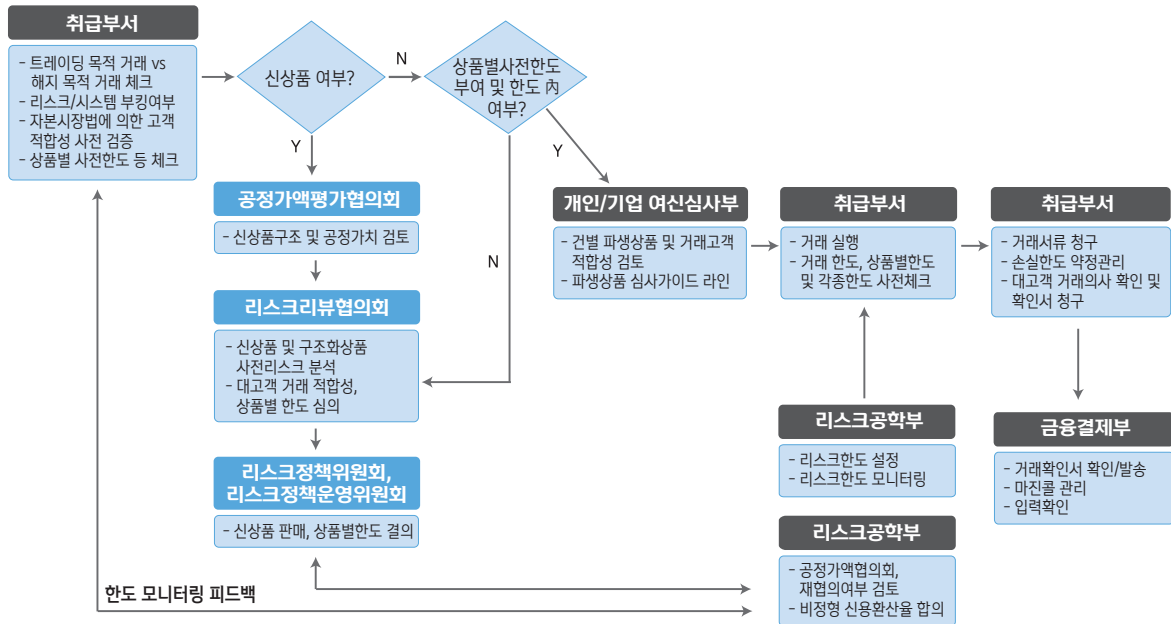 취급부서
- 트레이딩 목적 거래 vs
해지 목적 거래 체크
- 리스크/시스템 부킹여부
- 자본시장법에 의한 고객
적합성 사전 검증
- 상품별 사전한도 등 체크
신상품 여부?
N
상품별사전한도
부여 및 한도 內
여부?
Y
Y
N
공정가액평가협의회
- 신상품구조 및 공정가치 검토
리스크리뷰협의회
- 신상품 및 구조화상품
사전리스크 분석
- 대고객 거래 적합성,
상품별 한도 심의
리스크정책위원회,
리스크정책운영위원회
- 신상품 판매, 상품별한도 결의
개인/기업 여신심사부
- 건별 파생상품 및 거래고객
적합성 검토
- 파생상품 심사가이드 라인
취급부서
- 거래 실행
- 거래 한도, 상품별한도
및 각종한도 사전체크
취급부서
- 거래서류 청구
- 손실한도 약정관리
- 대고객 거래의사 확인 및
확인서 청구
리스크공학부
- 리스크한도 설정
- 리스크한도 모니터링
금융결제부
- 거래확인서 확인/발송
- 마진콜 관리
- 입력확인
리스크공학부
- 공정가액협의회,
재협의여부 검토
- 비정형 신용환산율 합의
한도 모니터링 피드백